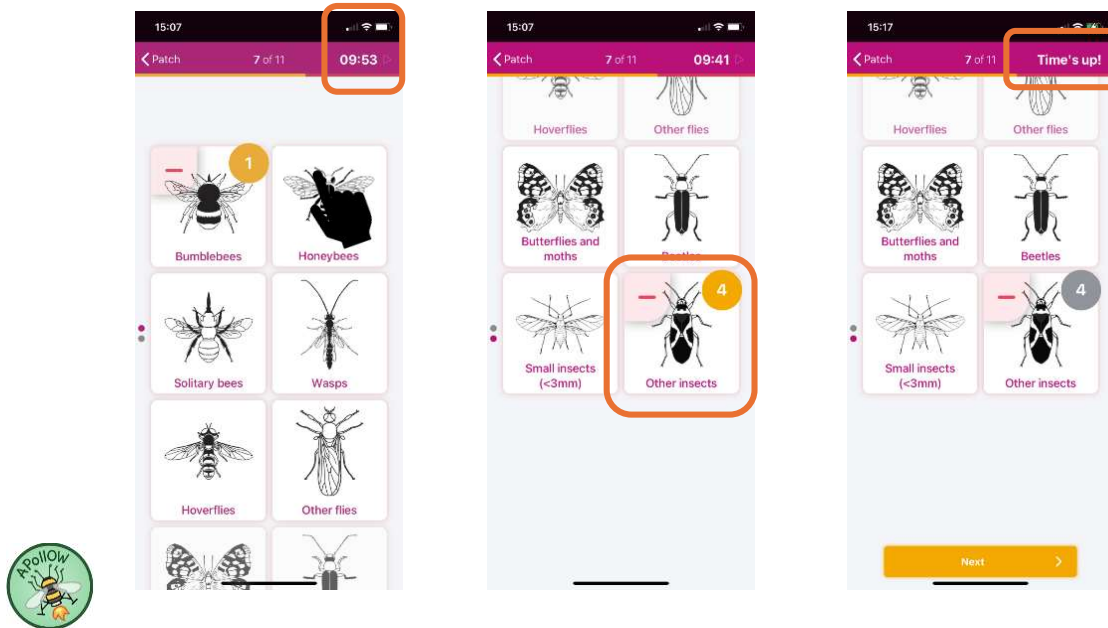 15:07
Patch
7 of 11
09:53
1
Bumblebees
Honeybees
Solitary bees
Wasps
Hoverflies
Other flies
15:07
Patch
7 of 11
09:41
Hoverflies
Other flies
Butterflies and
moths
Beetles
4
Small insects
(<3mm)
Other insects
15:17
Patch
7 of 11
Time's up!
Hoverflies
Other flies
Butterflies and
moths
Beetles
4
Small insects
(<3mm)
Other insects
Next
APollOW